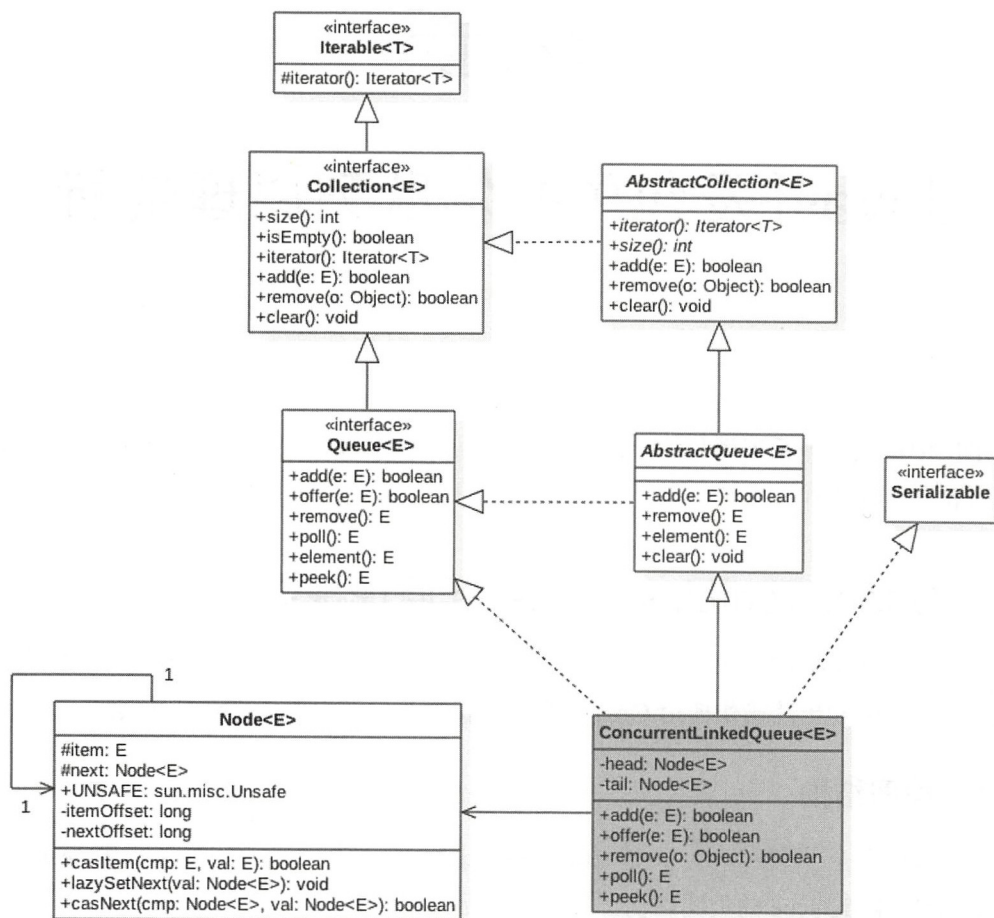 «interface»
Iterable<T>
#iterator(): Iterator<T>
«interface»
Collection<E>
+size(): int
+isEmpty(): boolean
+iterator(): Iterator<T>
+add(e: E): boolean
+remove(o: Object): boolean
+clear(): void
AbstractCollection<E>
+iterator(): Iterator<T>
+size(): int
+add(e: E): boolean
+remove(o: Object): boolean
+clear(): void
«interface»
Queue<E>
+add(e: E): boolean
+offer(e: E): boolean
+remove(): E
+poll(): E
+element(): E
+peek(): E
AbstractQueue<E>
+add(e: E): boolean
+remove(): E
+element(): E
+clear(): void
«interface»
Serializable
1
1
Node<E>
#item: E
#next: Node<E>
+UNSAFE: sun.misc.Unsafe
-itemOffset: long
-nextOffset: long
+casItem(cmp: E, val: E): boolean
+lazySetNext(val: Node<E>): void
+casNext(cmp: Node<E>, val: Node<E>): boolean
ConcurrentLinkedQueue<E>
-head: Node<E>
-tail: Node<E>
+add(e: E): boolean
+offer(e: E): boolean
+remove(o: Object): boolean
+poll(): E
+peek(): E